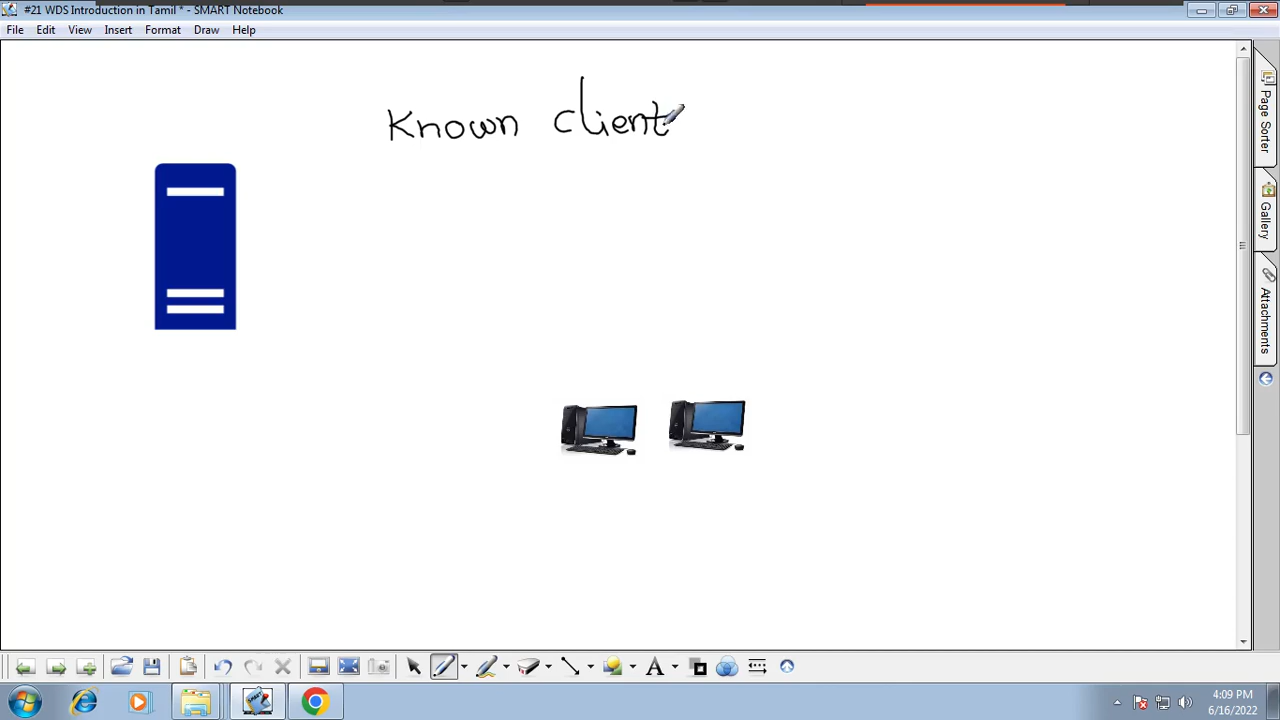 #21 WDS Introduction in Tamil * - SMART Notebook
File Edit View Insert Format Draw Help
Known client
Page Sorter
Gallery
Attachments
A
4:09 PM
6/16/2022